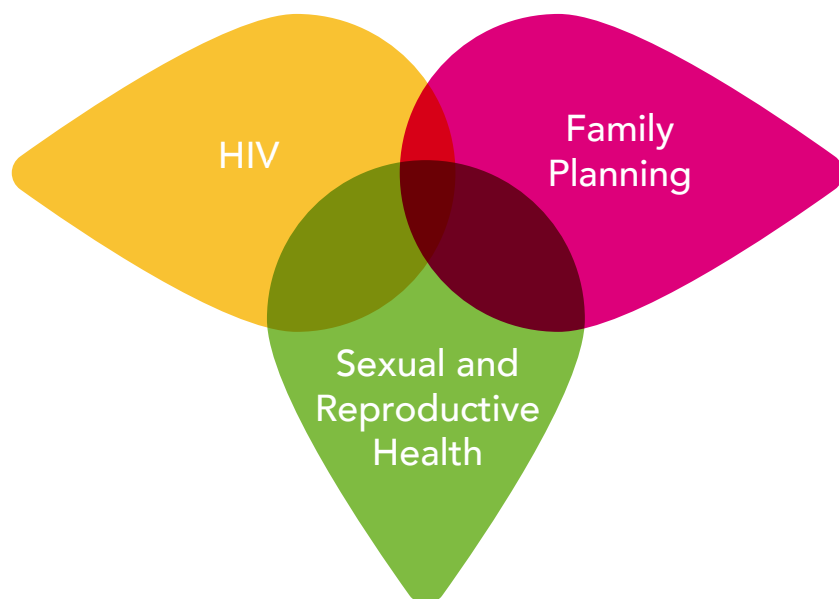 HIV
Family
Planning
Sexual and
Reproductive
Health